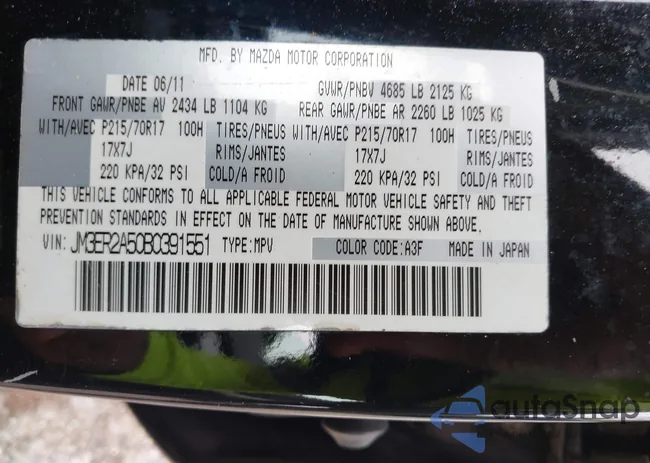 MFD. BY MAZDA MOTOR CORPORATION
DATE 06/11 GVWR/PNBV 4685 LB 2125 KG
FRONT GAWR/PNBE AV 2434 LB 1104 KG REAR GAWR/PNBE AR 2260 LB 1025 KG
WITH/AVEC P215/70R17 100H TIRES/PNEUS WITH/AVEC P215/70R17 100H TIRES/PNEUS
17X7J RIMS/JANTES 17X7J RIMS/JANTES
220 KPA/32 PSI COLD/A FROID 220 KPA/32 PSI COLD/A FROID
THIS VEHICLE CONFORMS TO ALL APPLICABLE FEDERAL MOTOR VEHICLE SAFETY AND THEFT
PREVENTION STANDARDS IN EFFECT ON THE DATE OF MANUFACTURE SHOWN ABOVE.
VIN: JM3ER2A50B0391551 TYPE:MPV COLOR CODE:A3F MADE IN JAPAN
autoSnap